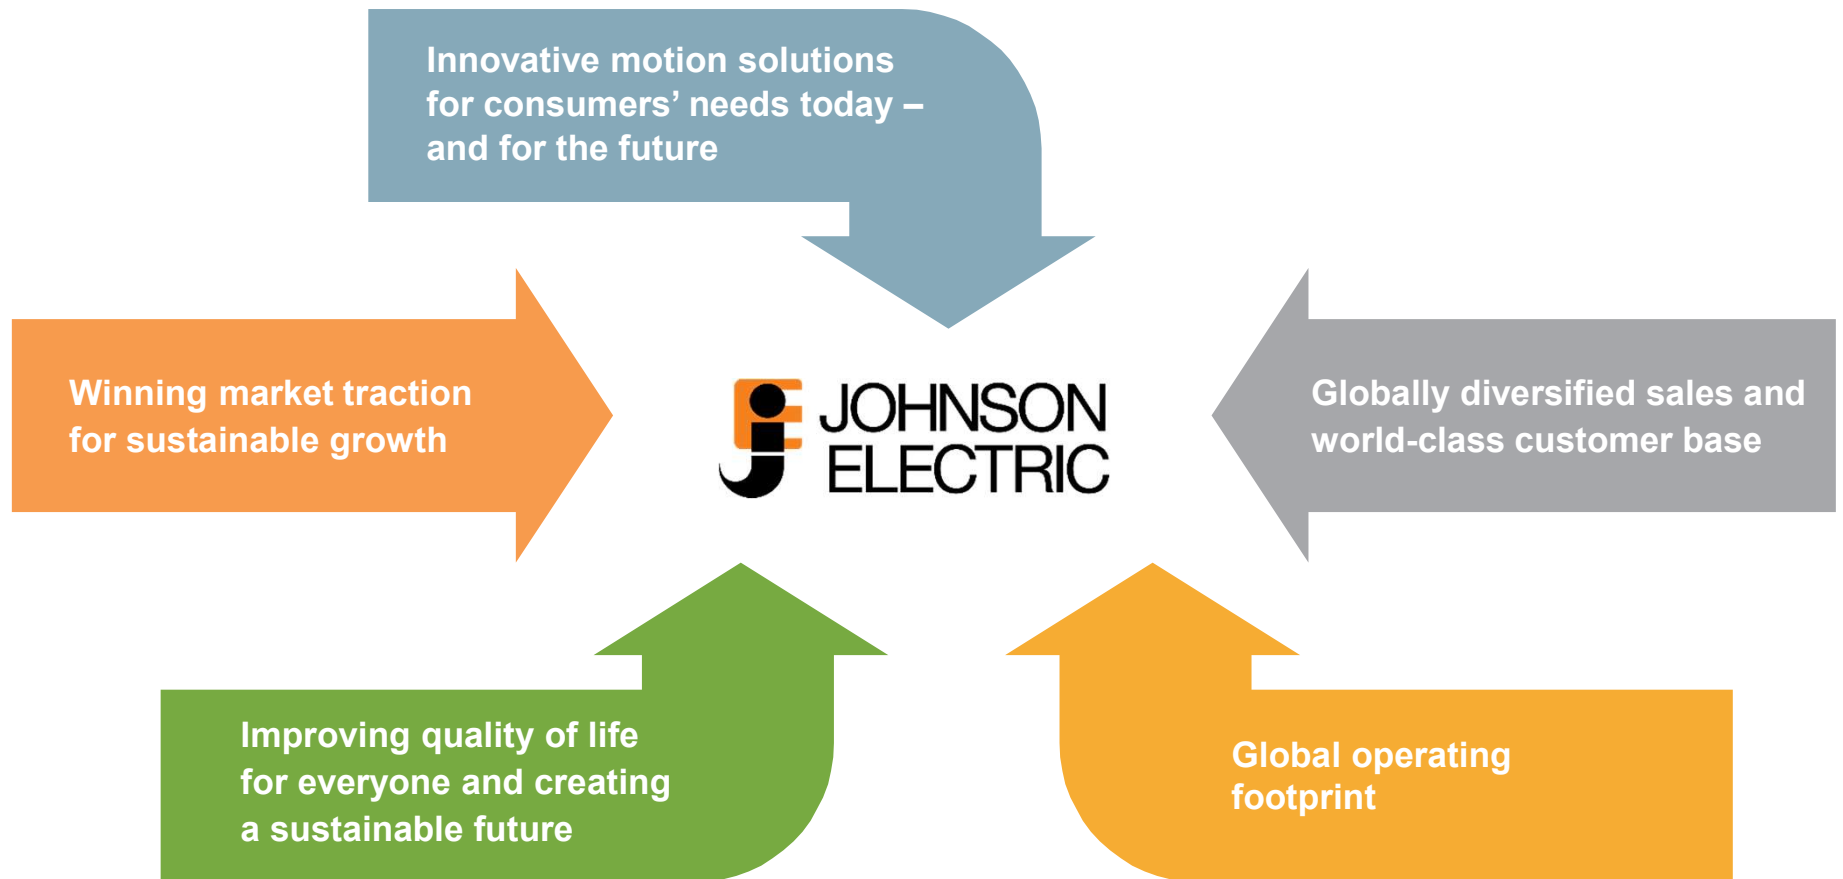 Innovative motion solutions
for consumers’ needs today –
and for the future
Winning market traction
for sustainable growth
JOHNSON
ELECTRIC
Globally diversified sales and
world-class customer base
Improving quality of life
for everyone and creating
a sustainable future
Global operating
footprint